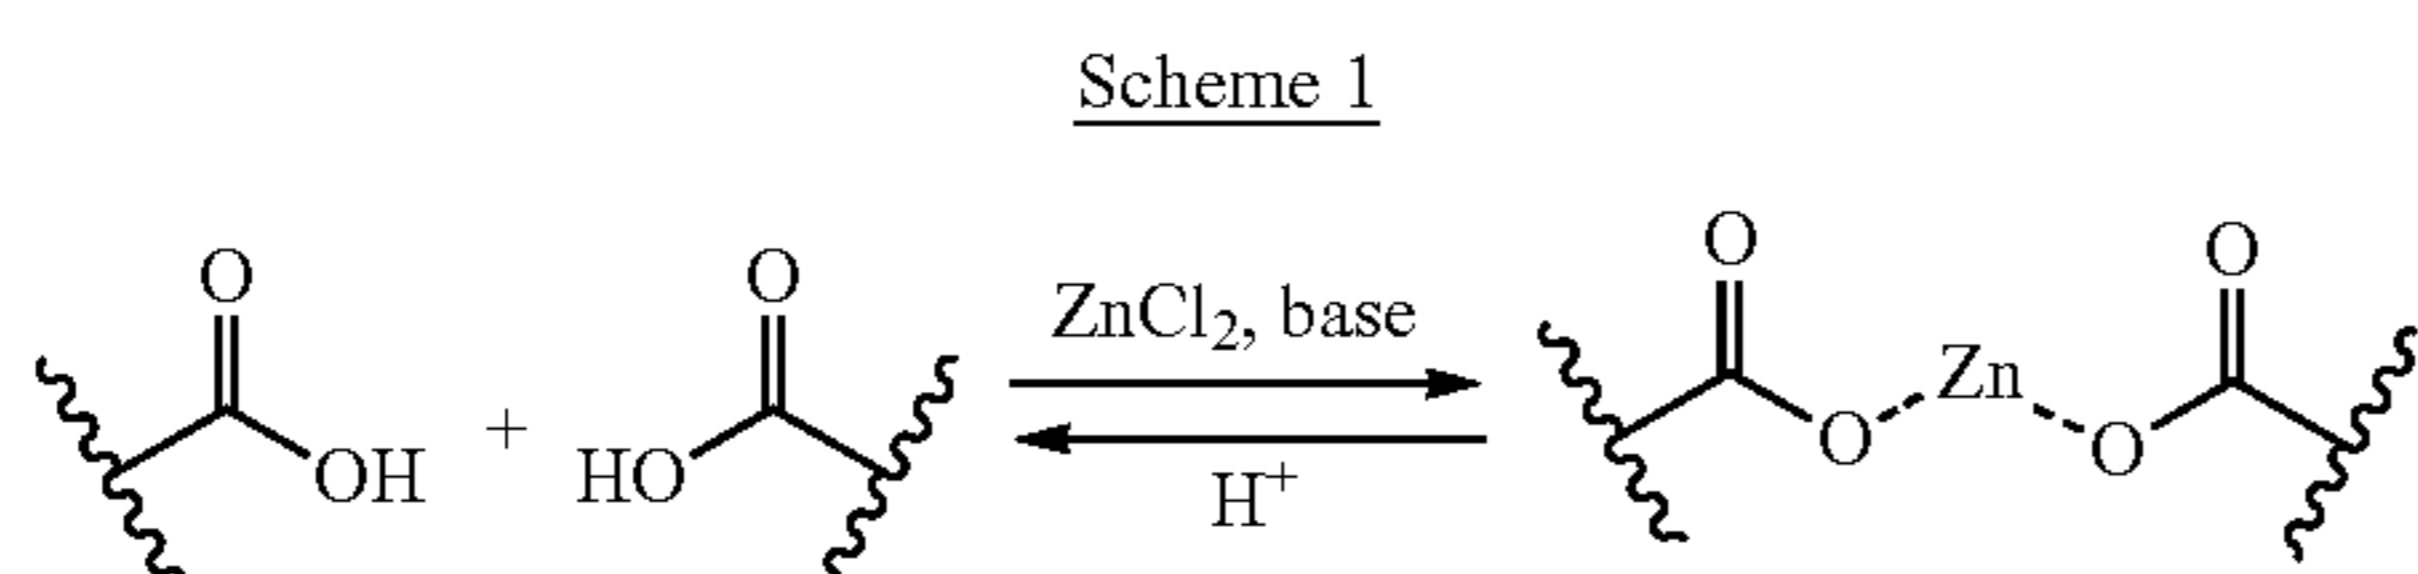 Scheme 1
O O ZnCl2, base O O
OH + HO H+ O Zn O